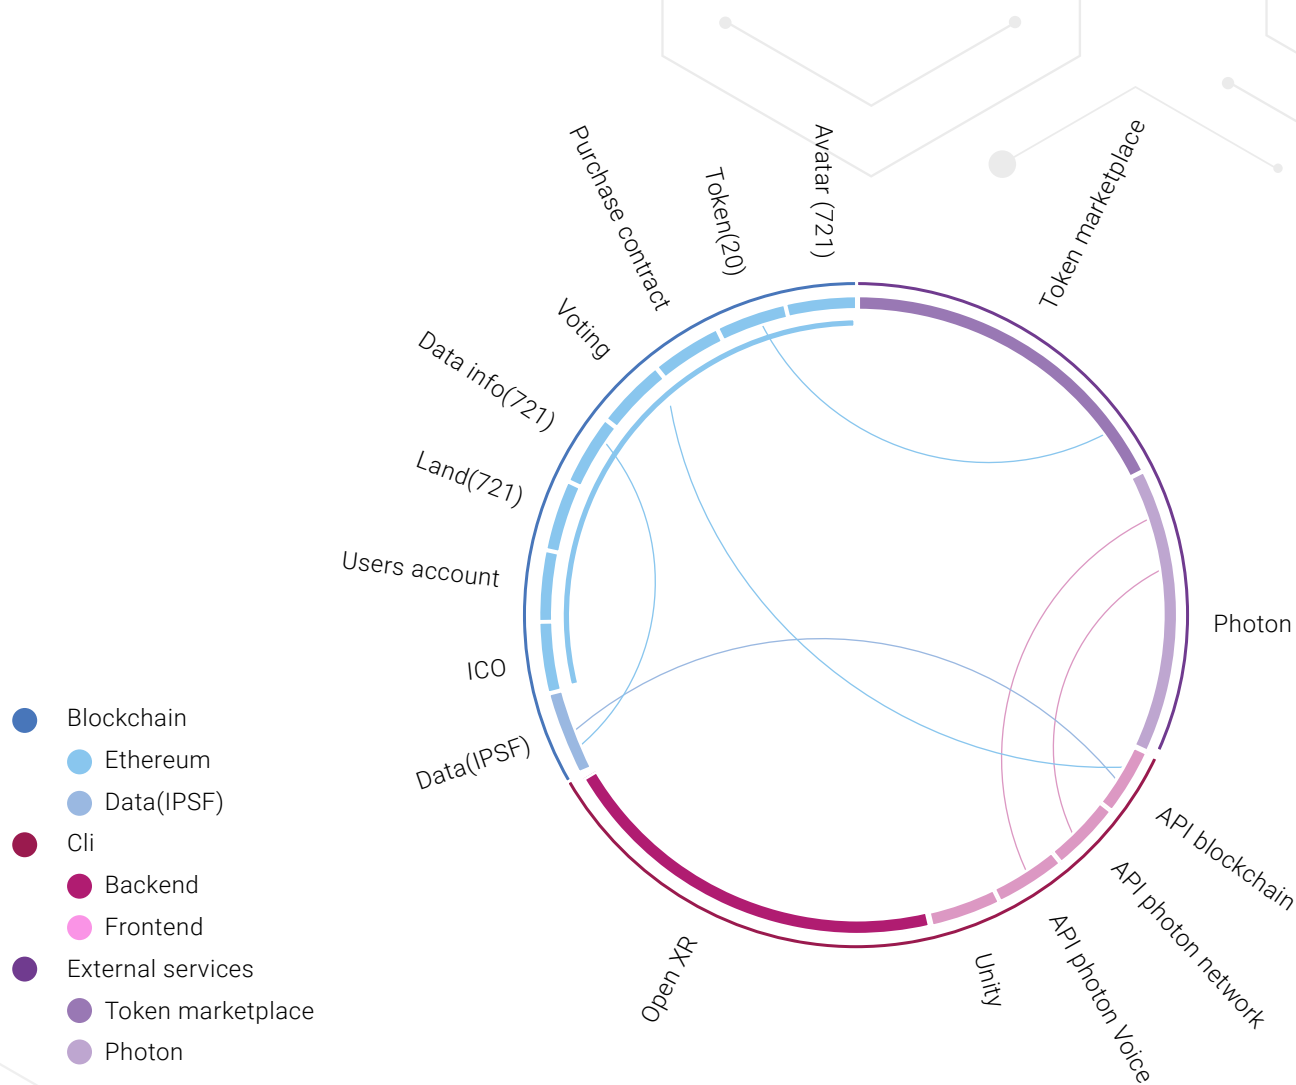 Purchase contract
Token(20)
Avatar (721)
Token marketplace
Voting
Data info(721)
Land(721)
Users account
ICO
Data(IPSF)
Photon
API blockchain
API photon network
API photon Voice
Unity
Open XR
Blockchain
Ethereum
Data(IPSF)
Cli
Backend
Frontend
External services
Token marketplace
Photon